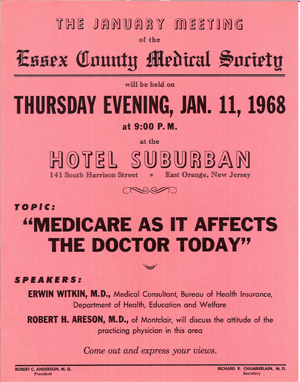 THE JANUARY MEETING
of the
Essex County Medical Society
will be held on
THURSDAY EVENING, JAN. 11, 1968
at 9:00 P.M.
at the
HOTEL SUBURBAN
141 South Harrison Street • East Orange, New Jersey
TOPIC:
"MEDICARE AS IT AFFECTS
THE DOCTOR TODAY"
SPEAKERS:
ERWIN WITKIN, M.D., Medical Consultant, Bureau of Health Insurance,
Department of Health, Education and Welfare
ROBERT H. ARESON, M.D., of Montclair, will discuss the attitude of the
practicing physician in this area
Come out and express your views.
ROBERT C. ANDERSON, M. D. RICHARD K. CHAMBERLAIN, M. D.
President Secretary